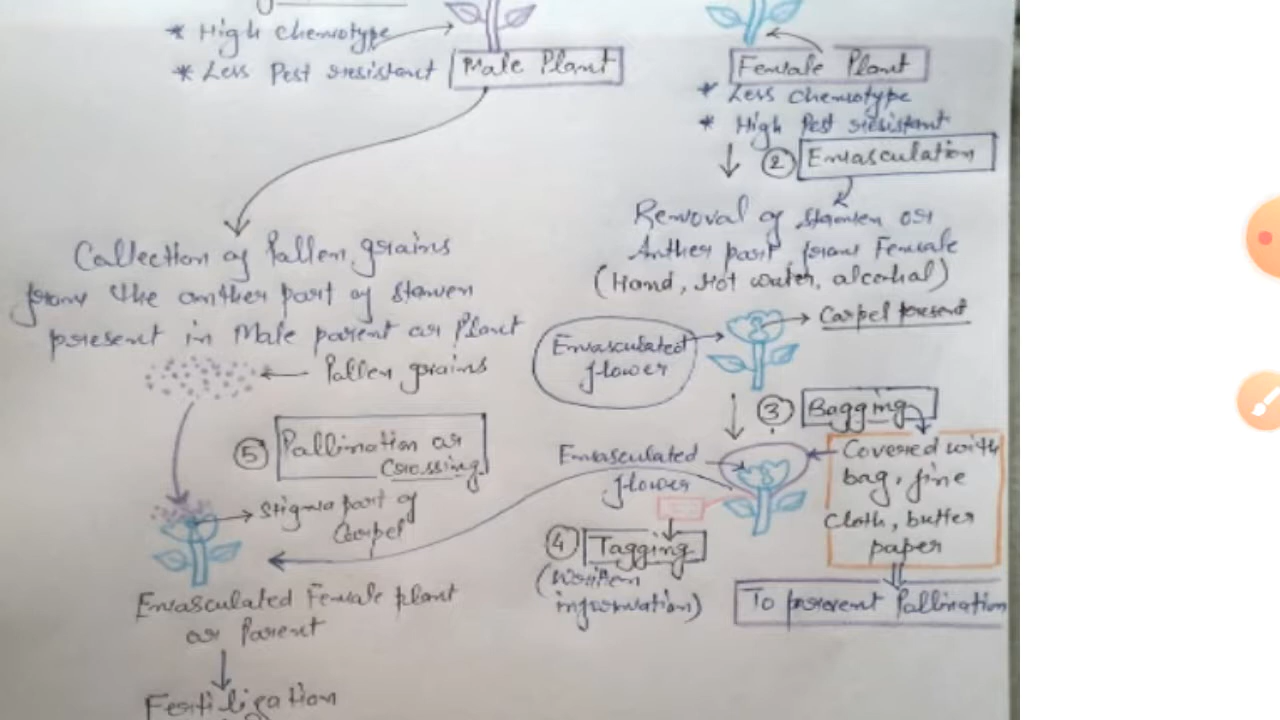 * High chemotype
* Less Pest resistant
Male Plant
Female Plant
* Less chemotype
* High Pest resistant
2 Emasculation
Removal of stamen or
Anther part from Female
(Hand, Hot water, alcohal)
Collection of Pollen grains
from the anther part of stamen
present in Male parent or Plant
Pollen grains
Emasculated
flower
Carpel present
3 Bagging
Covered with
bag, fine
cloth, butter
paper
To prevent Pollination
Emasculated
flower
4 Tagging
(Written
information)
5 Pollination or
Crossing
Stigma part of
Carpel
Emasculated Female plant
or Parent
Fertilization